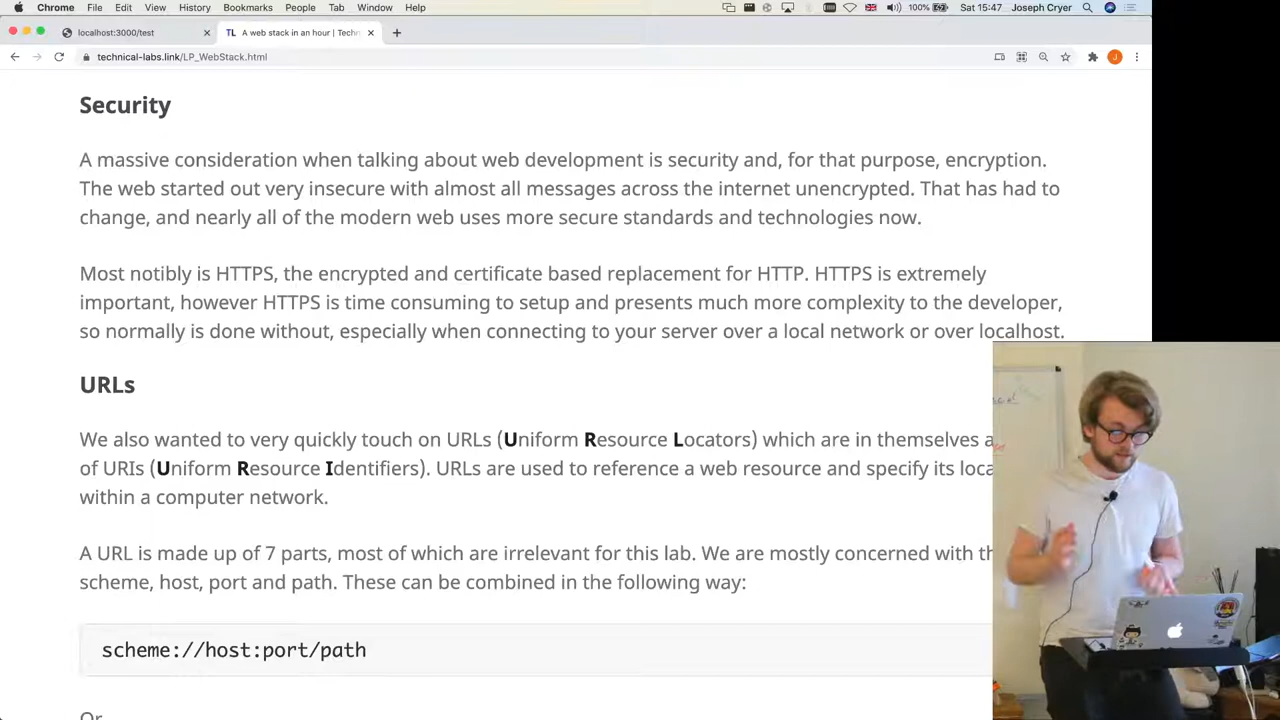 Chrome File Edit View History Bookmarks People Tab Window Help 100% Sat 15:47 Joseph Cryer
localhost:3000/test
TL A web stack in an hour | Techn
technical-labs.link/LP_WebStack.html
J
Security
A massive consideration when talking about web development is security and, for that purpose, encryption.
The web started out very insecure with almost all messages across the internet unencrypted. That has had to
change, and nearly all of the modern web uses more secure standards and technologies now.
Most notibly is HTTPS, the encrypted and certificate based replacement for HTTP. HTTPS is extremely
important, however HTTPS is time consuming to setup and presents much more complexity to the developer,
so normally is done without, especially when connecting to your server over a local network or over localhost.
URLs
We also wanted to very quickly touch on URLs (Uniform Resource Locators) which are in themselves a
of URIs (Uniform Resource Identifiers). URLs are used to reference a web resource and specify its loca
within a computer network.
A URL is made up of 7 parts, most of which are irrelevant for this lab. We are mostly concerned with th
scheme, host, port and path. These can be combined in the following way:
scheme://host:port/path
Or